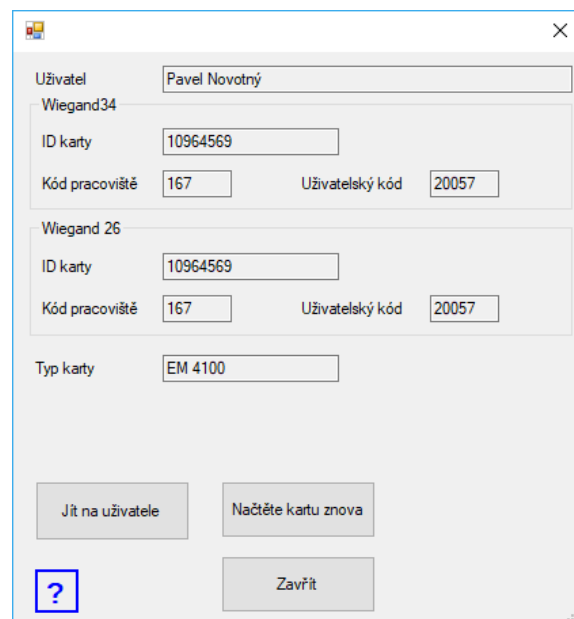 Uživatel Pavel Novotný
Wiegand34
ID karty 10964569
Kód pracoviště 167 Uživatelský kód 20057
Wiegand 26
ID karty 10964569
Kód pracoviště 167 Uživatelský kód 20057
Typ karty EM 4100
Jít na uživatele Načtěte kartu znova
? Zavřít